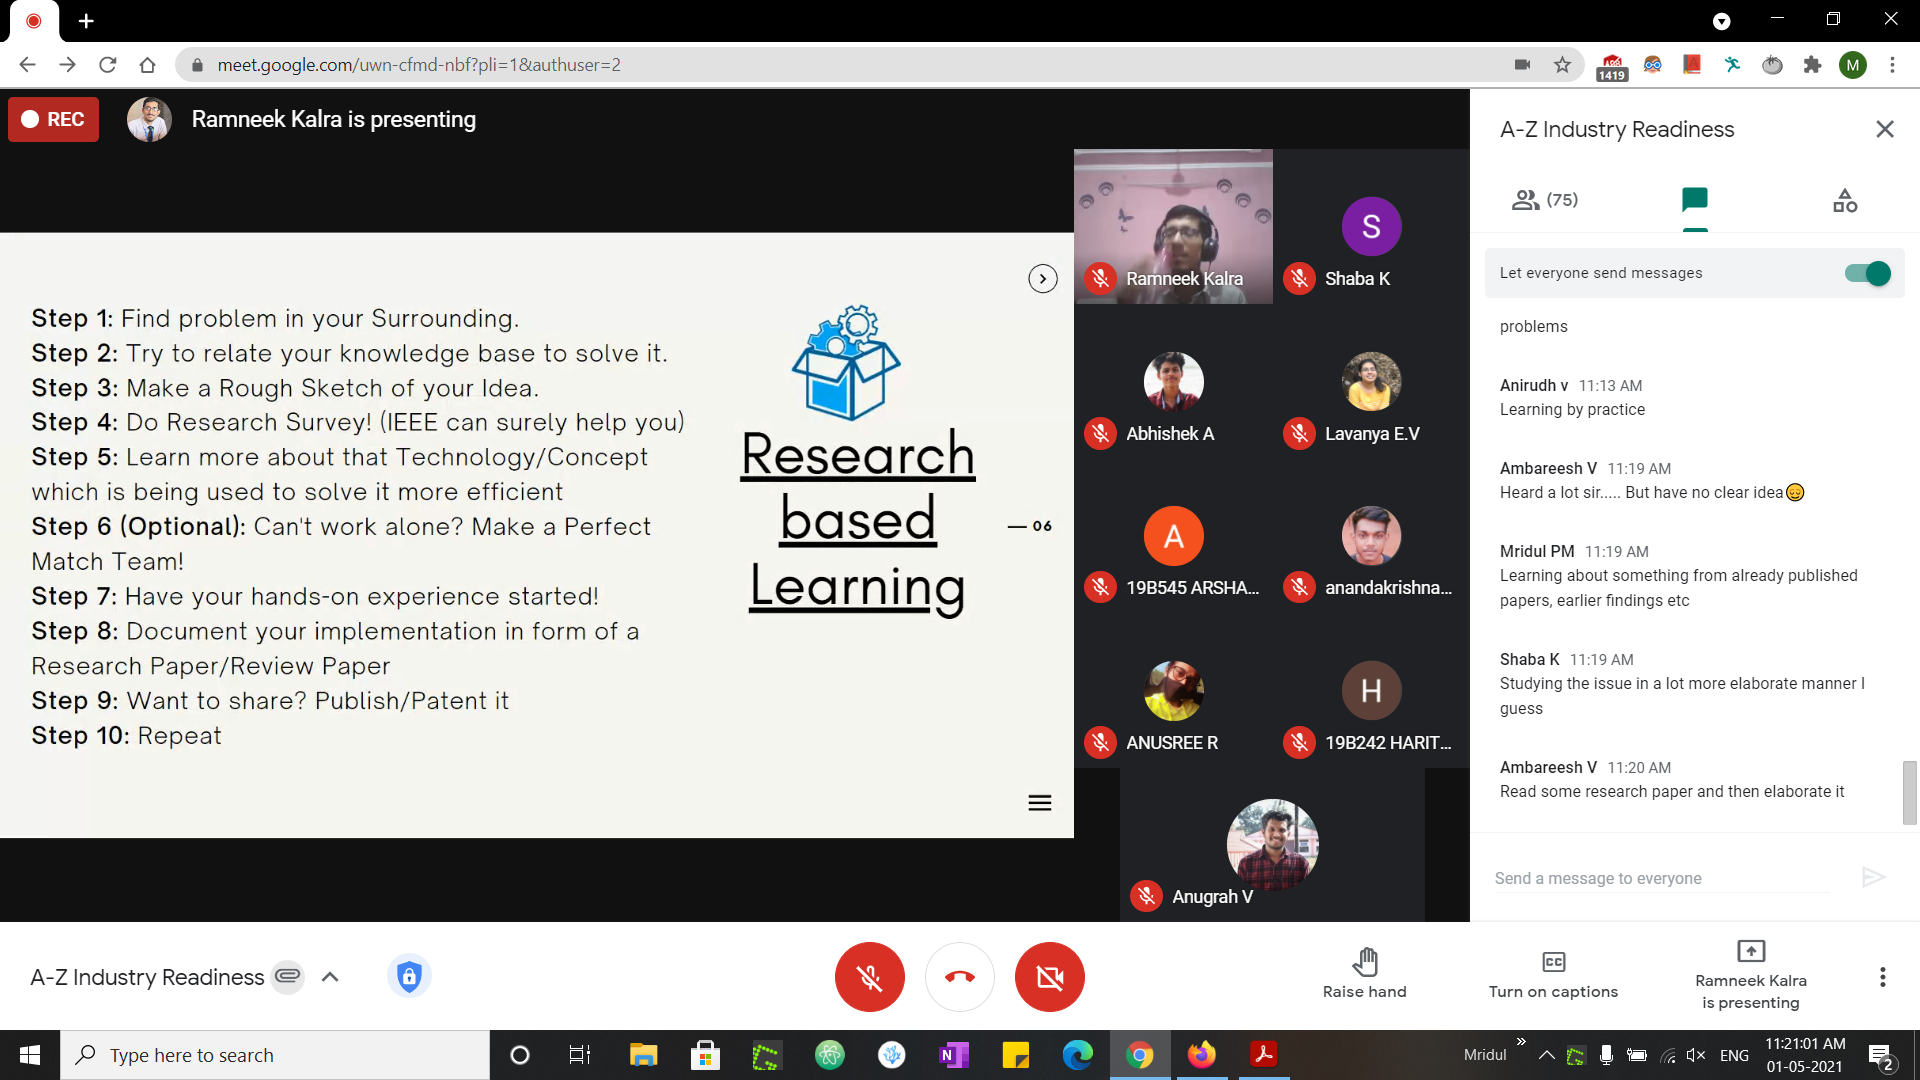 meet.google.com/uwn-cfmd-nbf?pli=1&authuser=2
1419
M
REC
Ramneek Kalra is presenting
Step 1: Find problem in your Surrounding.
Step 2: Try to relate your knowledge base to solve it.
Step 3: Make a Rough Sketch of your Idea.
Step 4: Do Research Survey! (IEEE can surely help you)
Step 5: Learn more about that Technology/Concept
which is being used to solve it more efficient
Step 6 (Optional): Can't work alone? Make a Perfect
Match Team!
Step 7: Have your hands-on experience started!
Step 8: Document your implementation in form of a
Research Paper/Review Paper
Step 9: Want to share? Publish/Patent it
Step 10: Repeat
Research
based
Learning
06
Ramneek Kalra
S
Shaba K
Abhishek A
Lavanya E.V
A
19B545 ARSHA...
anandakrishna...
ANUSREE R
H
19B242 HARIT...
Anugrah V
A-Z Industry Readiness
(75)
Let everyone send messages
problems
Anirudh v 11:13 AM
Learning by practice
Ambareesh V 11:19 AM
Heard a lot sir..... But have no clear idea😌
Mridul PM 11:19 AM
Learning about something from already published
papers, earlier findings etc
Shaba K 11:19 AM
Studying the issue in a lot more elaborate manner I
guess
Ambareesh V 11:20 AM
Read some research paper and then elaborate it
Send a message to everyone
A-Z Industry Readiness
Raise hand
CC
Turn on captions
Ramneek Kalra
is presenting
Type here to search
N
Mridul
ENG
11:21:01 AM
01-05-2021
2